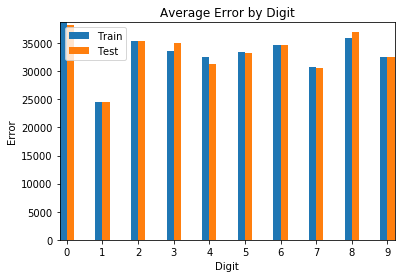 Average Error by Digit
Train
Test
Error
35000
30000
25000
20000
15000
10000
5000
0
0 1 2 3 4 5 6 7 8 9
Digit